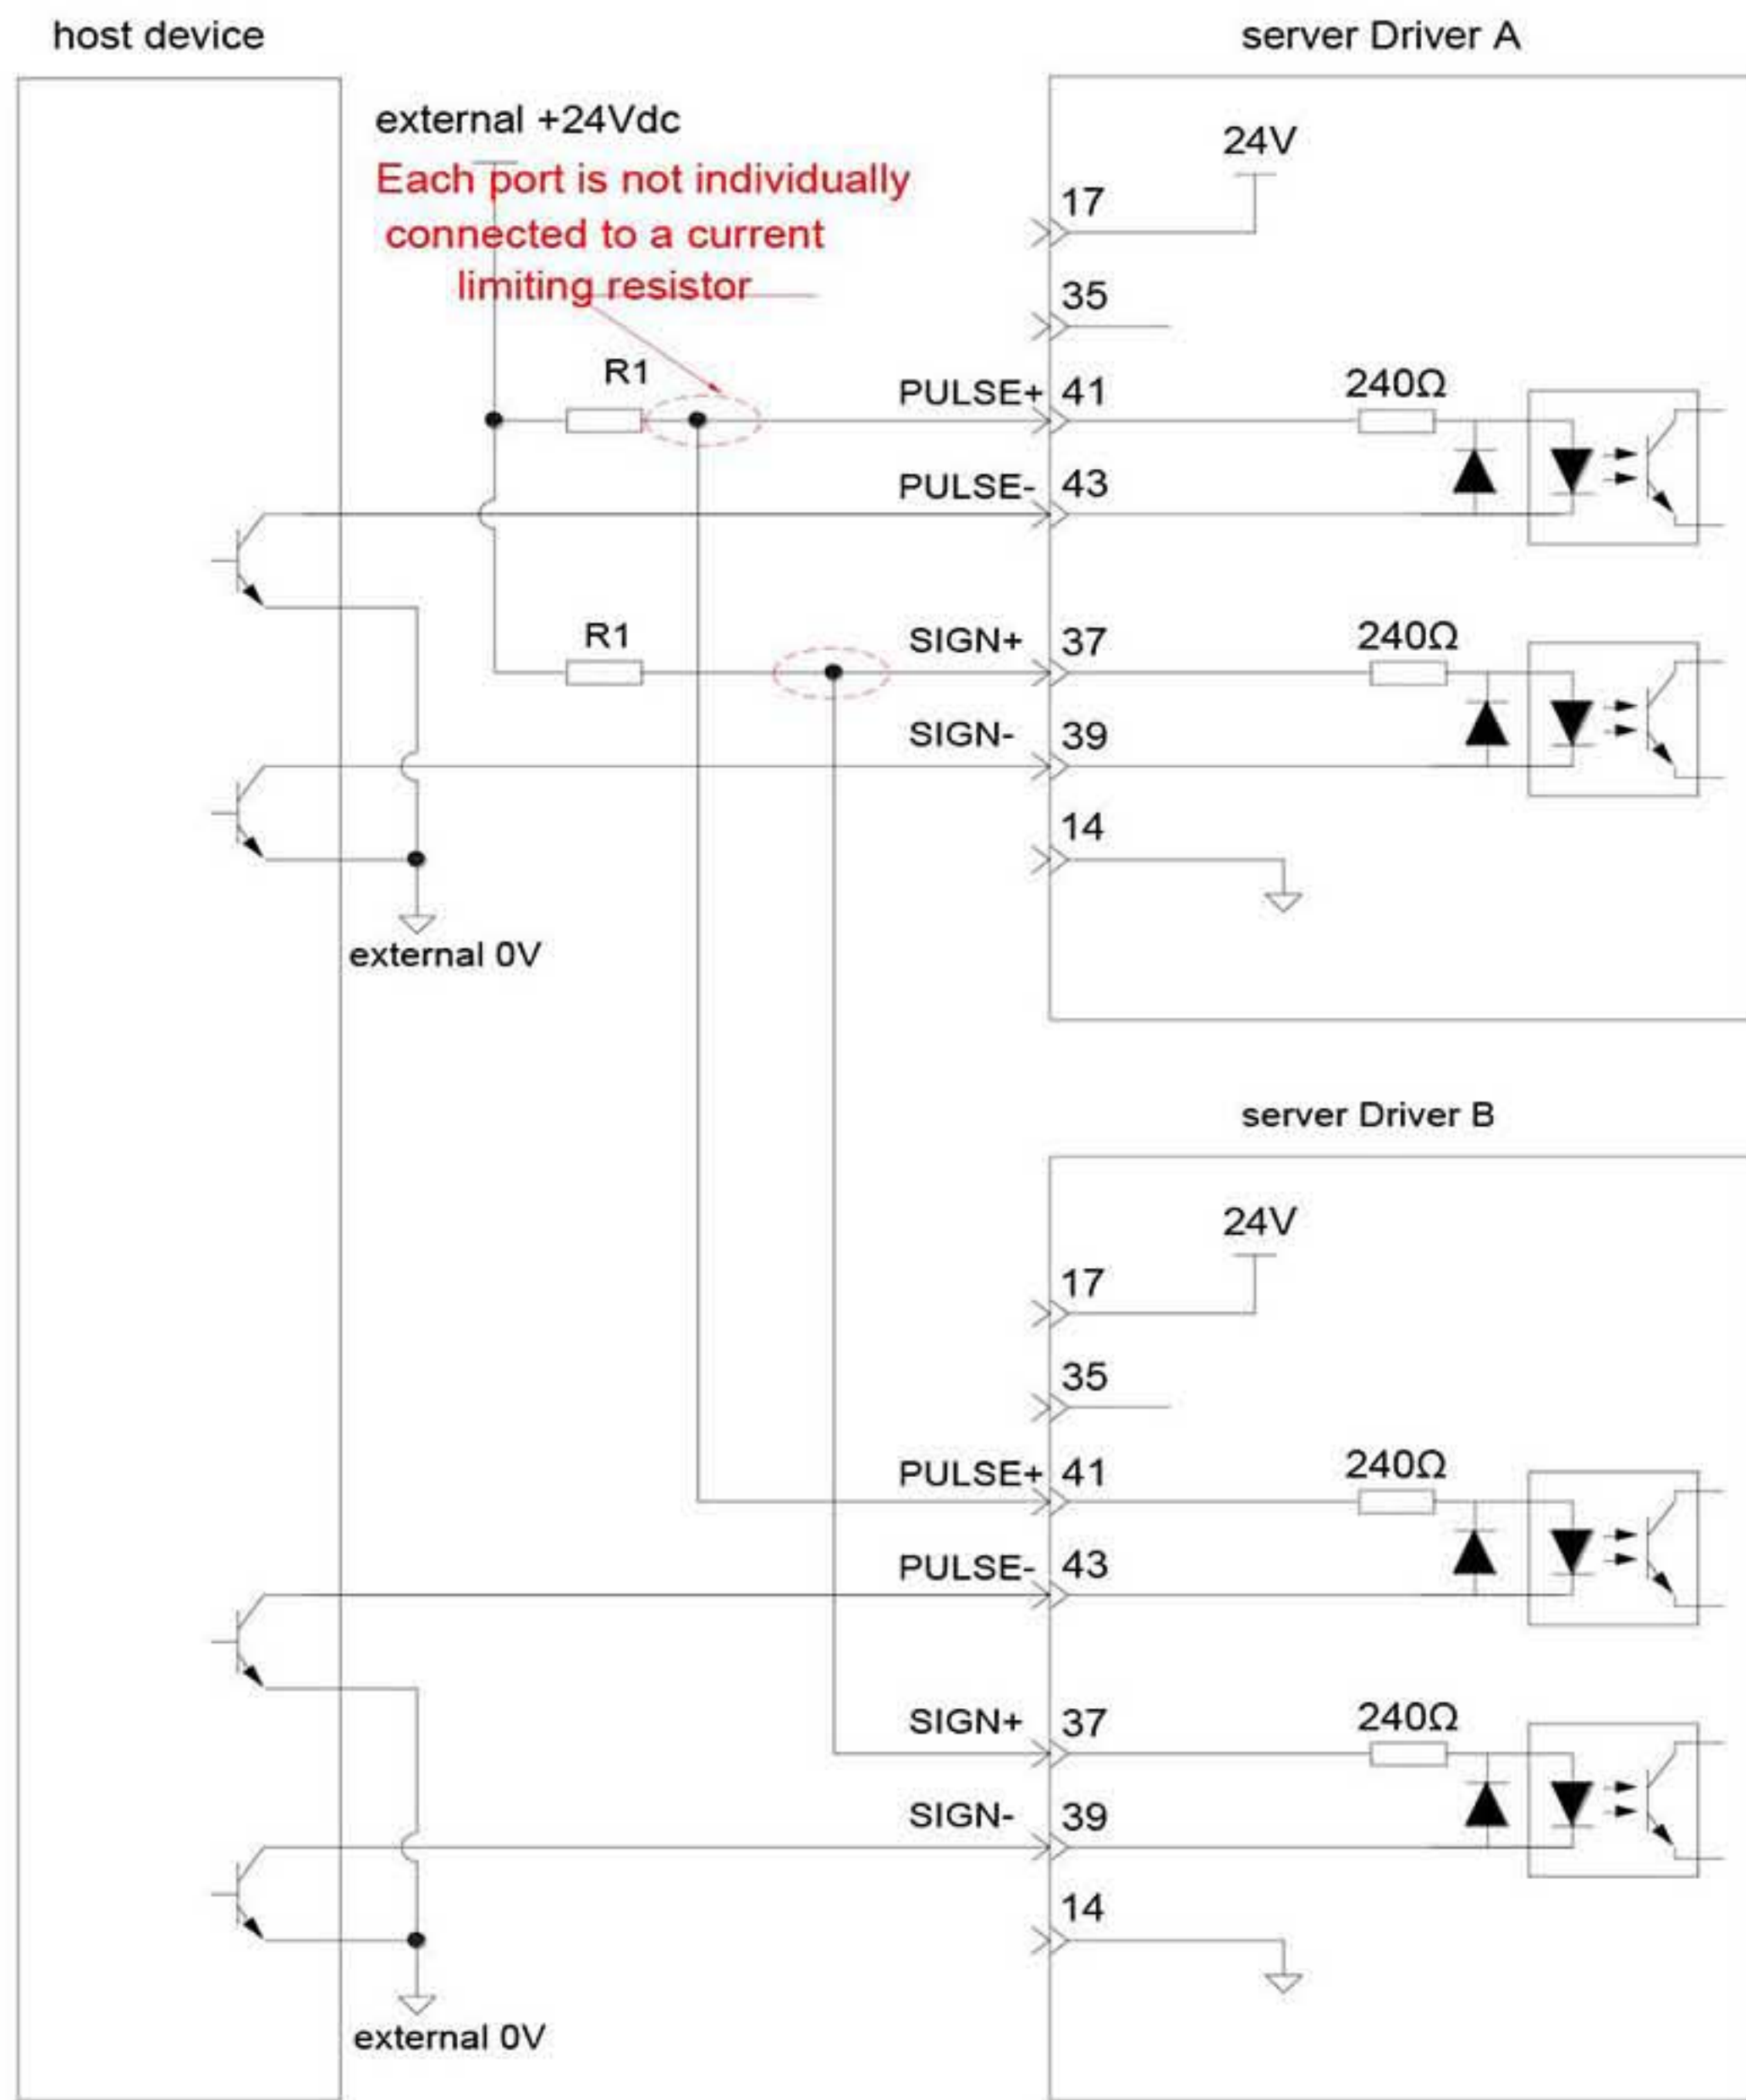 host device
server Driver A
external +24Vdc
Each port is not individually
connected to a current
limiting resistor
24V
17
35
R1
PULSE+ 41
240Ω
PULSE- 43
R1
SIGN+ 37
240Ω
SIGN- 39
14
external 0V
server Driver B
24V
17
35
PULSE+ 41
240Ω
PULSE- 43
SIGN+ 37
240Ω
SIGN- 39
14
external 0V